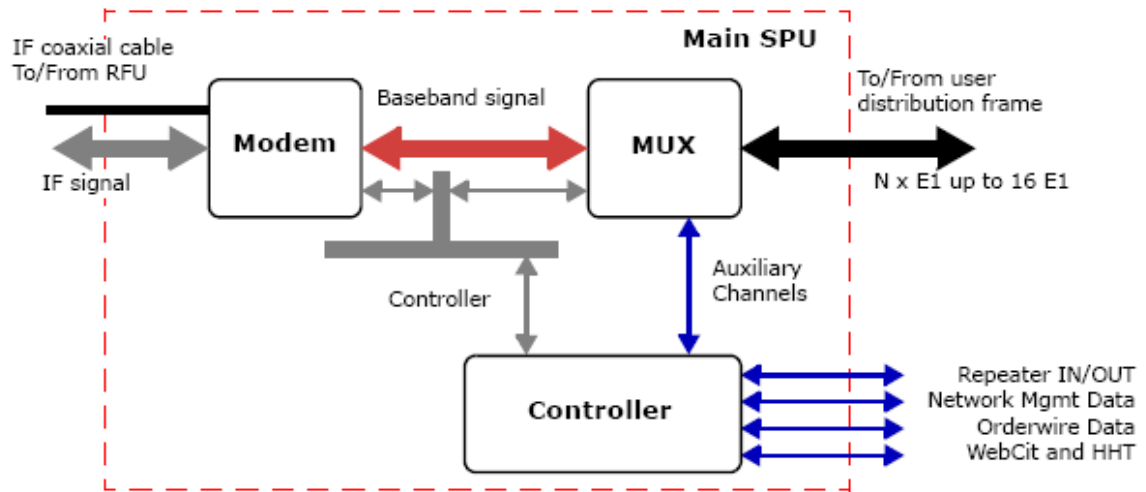 IF coaxial cable
To/From RFU
Main SPU
To/From user
distribution frame
Baseband signal
Modem
MUX
IF signal
N x E1 up to 16 E1
Auxiliary
Channels
Controller
Controller
Repeater IN/OUT
Network Mgmt Data
Orderwire Data
WebCit and HHT